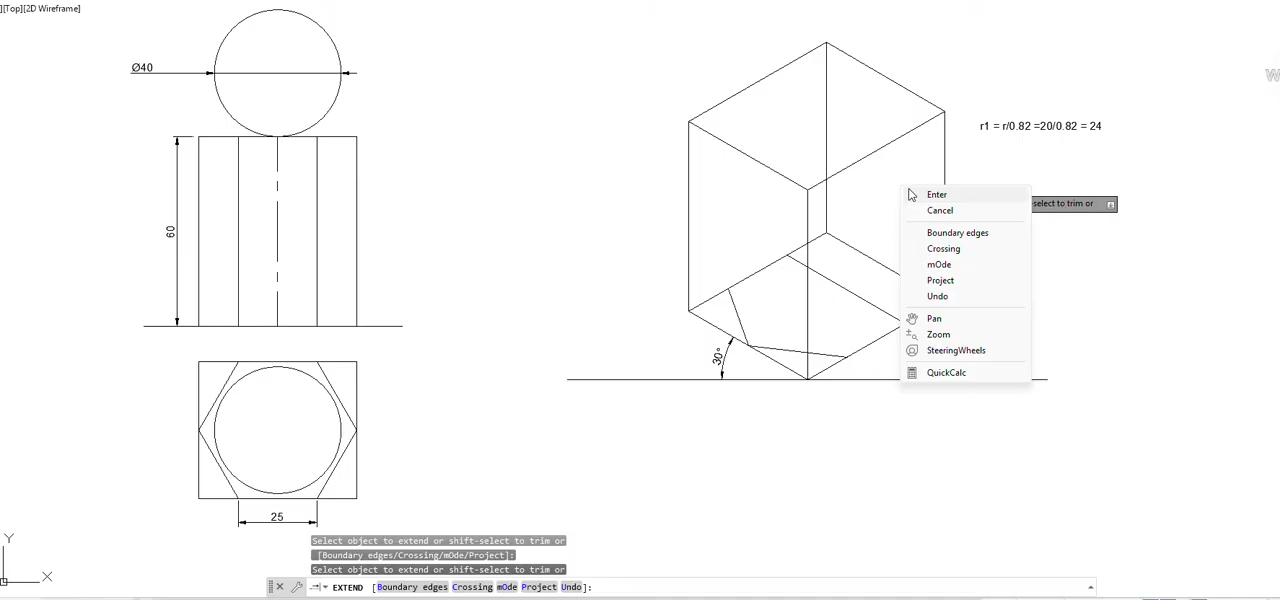 ][Top][2D Wireframe]
Ø40
60
25
30°
r1 = r/0.82 =20/0.82 = 24
W
Enter
Cancel
Boundary edges
Crossing
mOde
Project
Undo
Pan
Zoom
SteeringWheels
QuickCalc
select to trim or
Y
X
Select object to extend or shift-select to trim or
[Boundary edges/Crossing/mOde/Project]:
Select object to extend or shift-select to trim or
EXTEND [Boundary edges Crossing mOde Project Undo]: